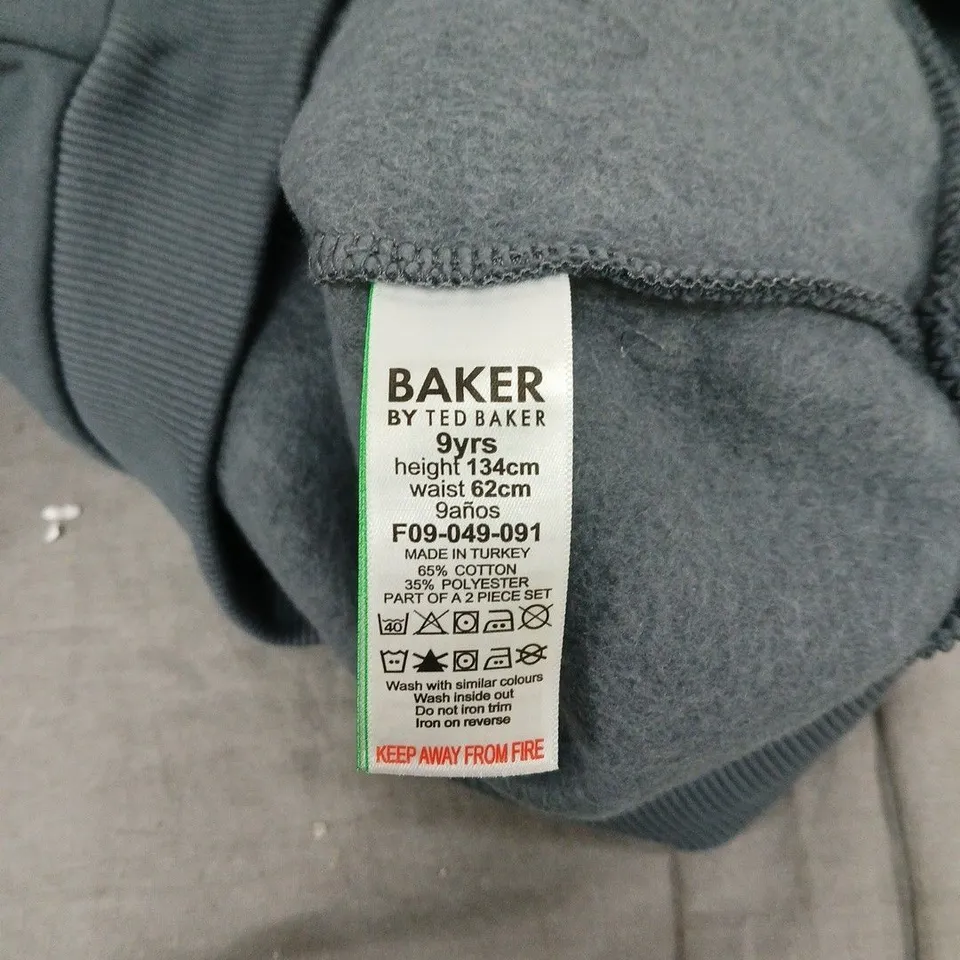 BAKER
BY TED BAKER
9yrs
height 134cm
waist 62cm
9años
F09-049-091
MADE IN TURKEY
65% COTTON
35% POLYESTER
PART OF A 2 PIECE SET
40
Wash with similar colours
Wash inside out
Do not iron trim
Iron on reverse
KEEP AWAY FROM FIRE